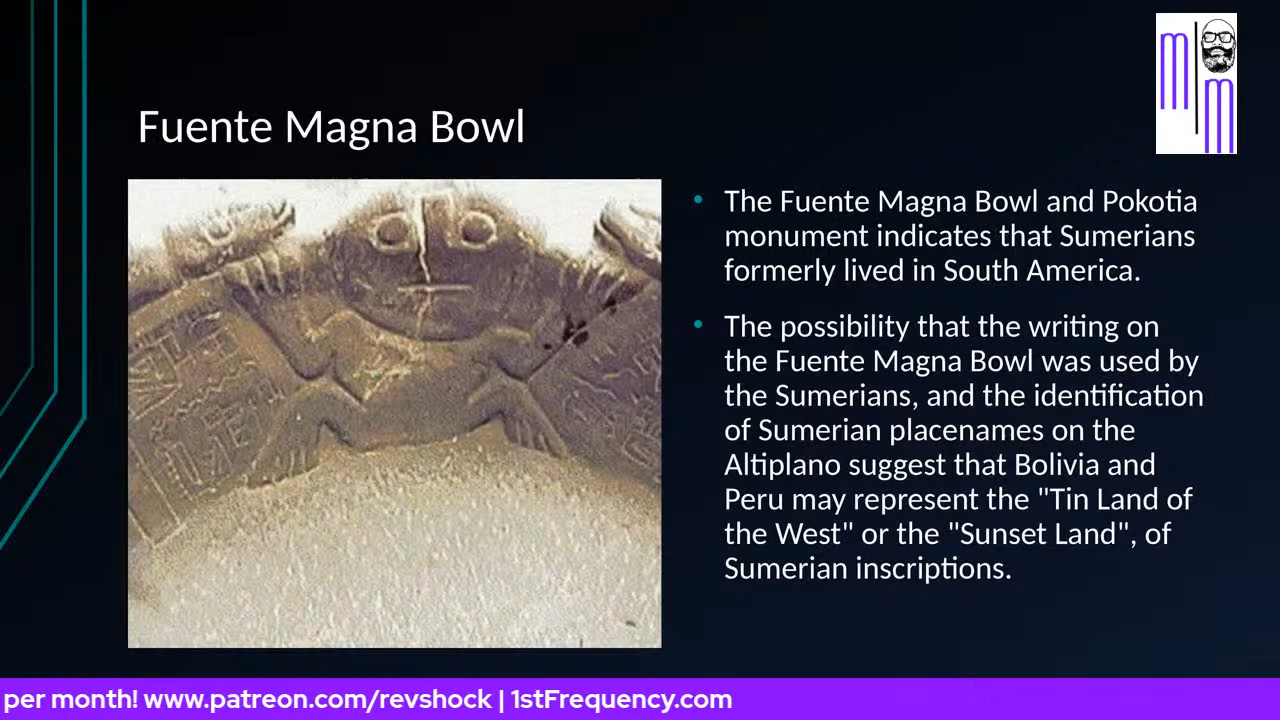 Fuente Magna Bowl
m
m
• The Fuente Magna Bowl and Pokotia
monument indicates that Sumerians
formerly lived in South America.
• The possibility that the writing on
the Fuente Magna Bowl was used by
the Sumerians, and the identification
of Sumerian placenames on the
Altiplano suggest that Bolivia and
Peru may represent the "Tin Land of
the West" or the "Sunset Land", of
Sumerian inscriptions.
per month! www.patreon.com/revshock | 1stFrequency.com